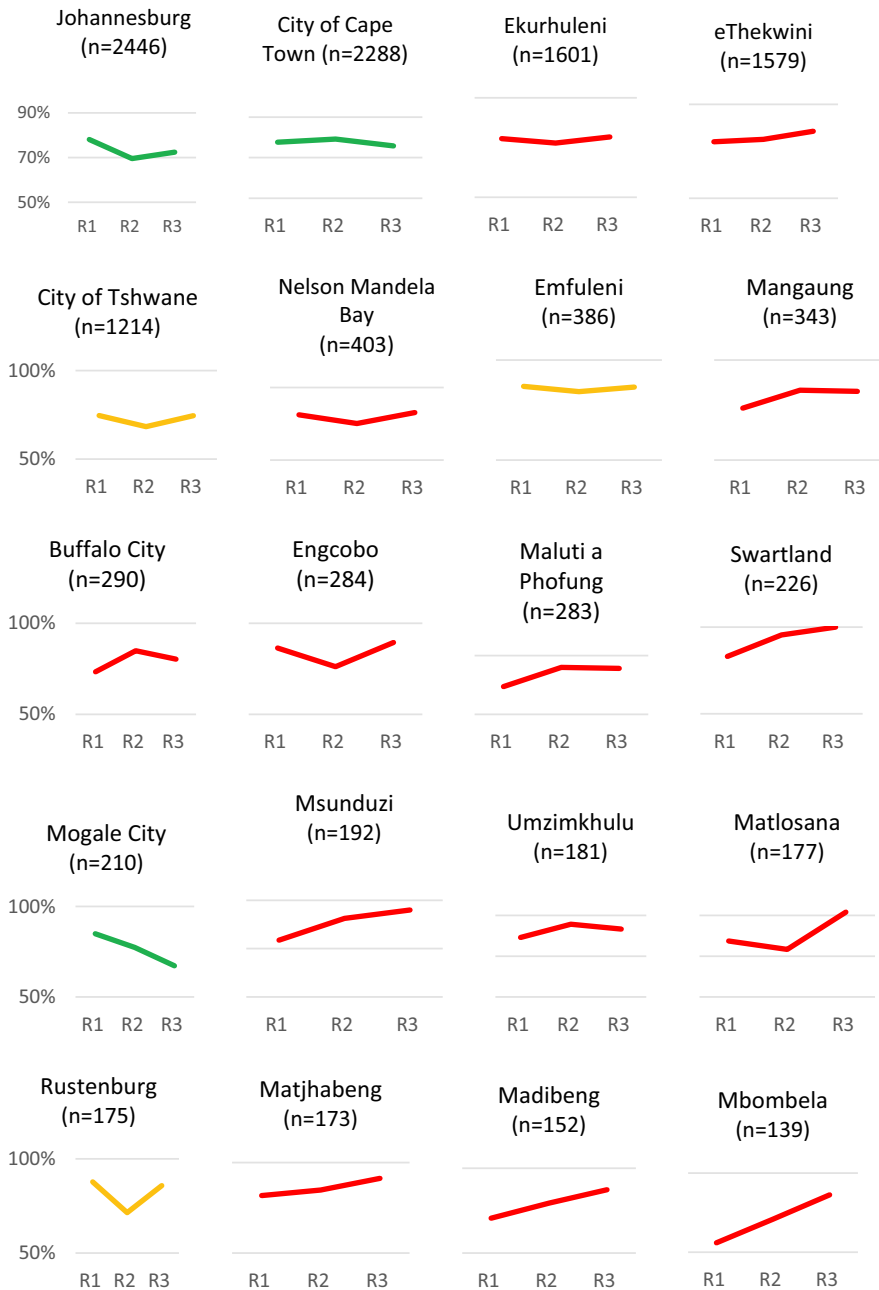 Johannesburg
(n=2446)
City of Cape
Town (n=2288)
Ekurhuleni
(n=1601)
eThekwini
(n=1579)
90%
70%
50%
R1 R2 R3
R1 R2 R3
R1 R2 R3
R1 R2 R3
City of Tshwane
(n=1214)
Nelson Mandela
Bay
(n=403)
Emfuleni
(n=386)
Mangaung
(n=343)
100%
50%
R1 R2 R3
R1 R2 R3
R1 R2 R3
R1 R2 R3
Buffalo City
(n=290)
Engcobo
(n=284)
Maluti a
Phofung
(n=283)
Swartland
(n=226)
100%
50%
R1 R2 R3
R1 R2 R3
R1 R2 R3
R1 R2 R3
Mogale City
(n=210)
Msunduzi
(n=192)
Umzimkhulu
(n=181)
Matlosana
(n=177)
100%
50%
R1 R2 R3
R1 R2 R3
R1 R2 R3
R1 R2 R3
Rustenburg
(n=175)
Matjhabeng
(n=173)
Madibeng
(n=152)
Mbombela
(n=139)
100%
50%
R1 R2 R3
R1 R2 R3
R1 R2 R3
R1 R2 R3